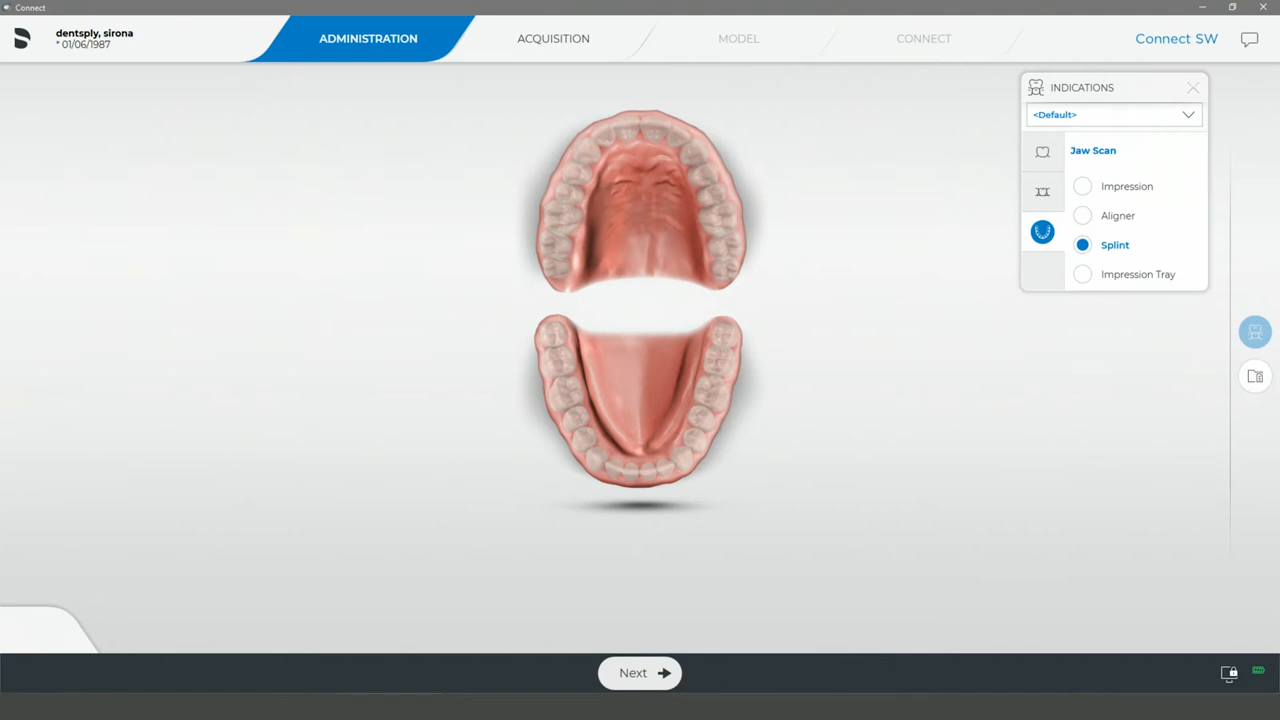 Connect
dentsply, sirona
* 01/06/1987
ADMINISTRATION
ACQUISITION
MODEL
CONNECT
Connect SW
INDICATIONS
<Default>
Jaw Scan
Impression
Aligner
Splint
Impression Tray
Next